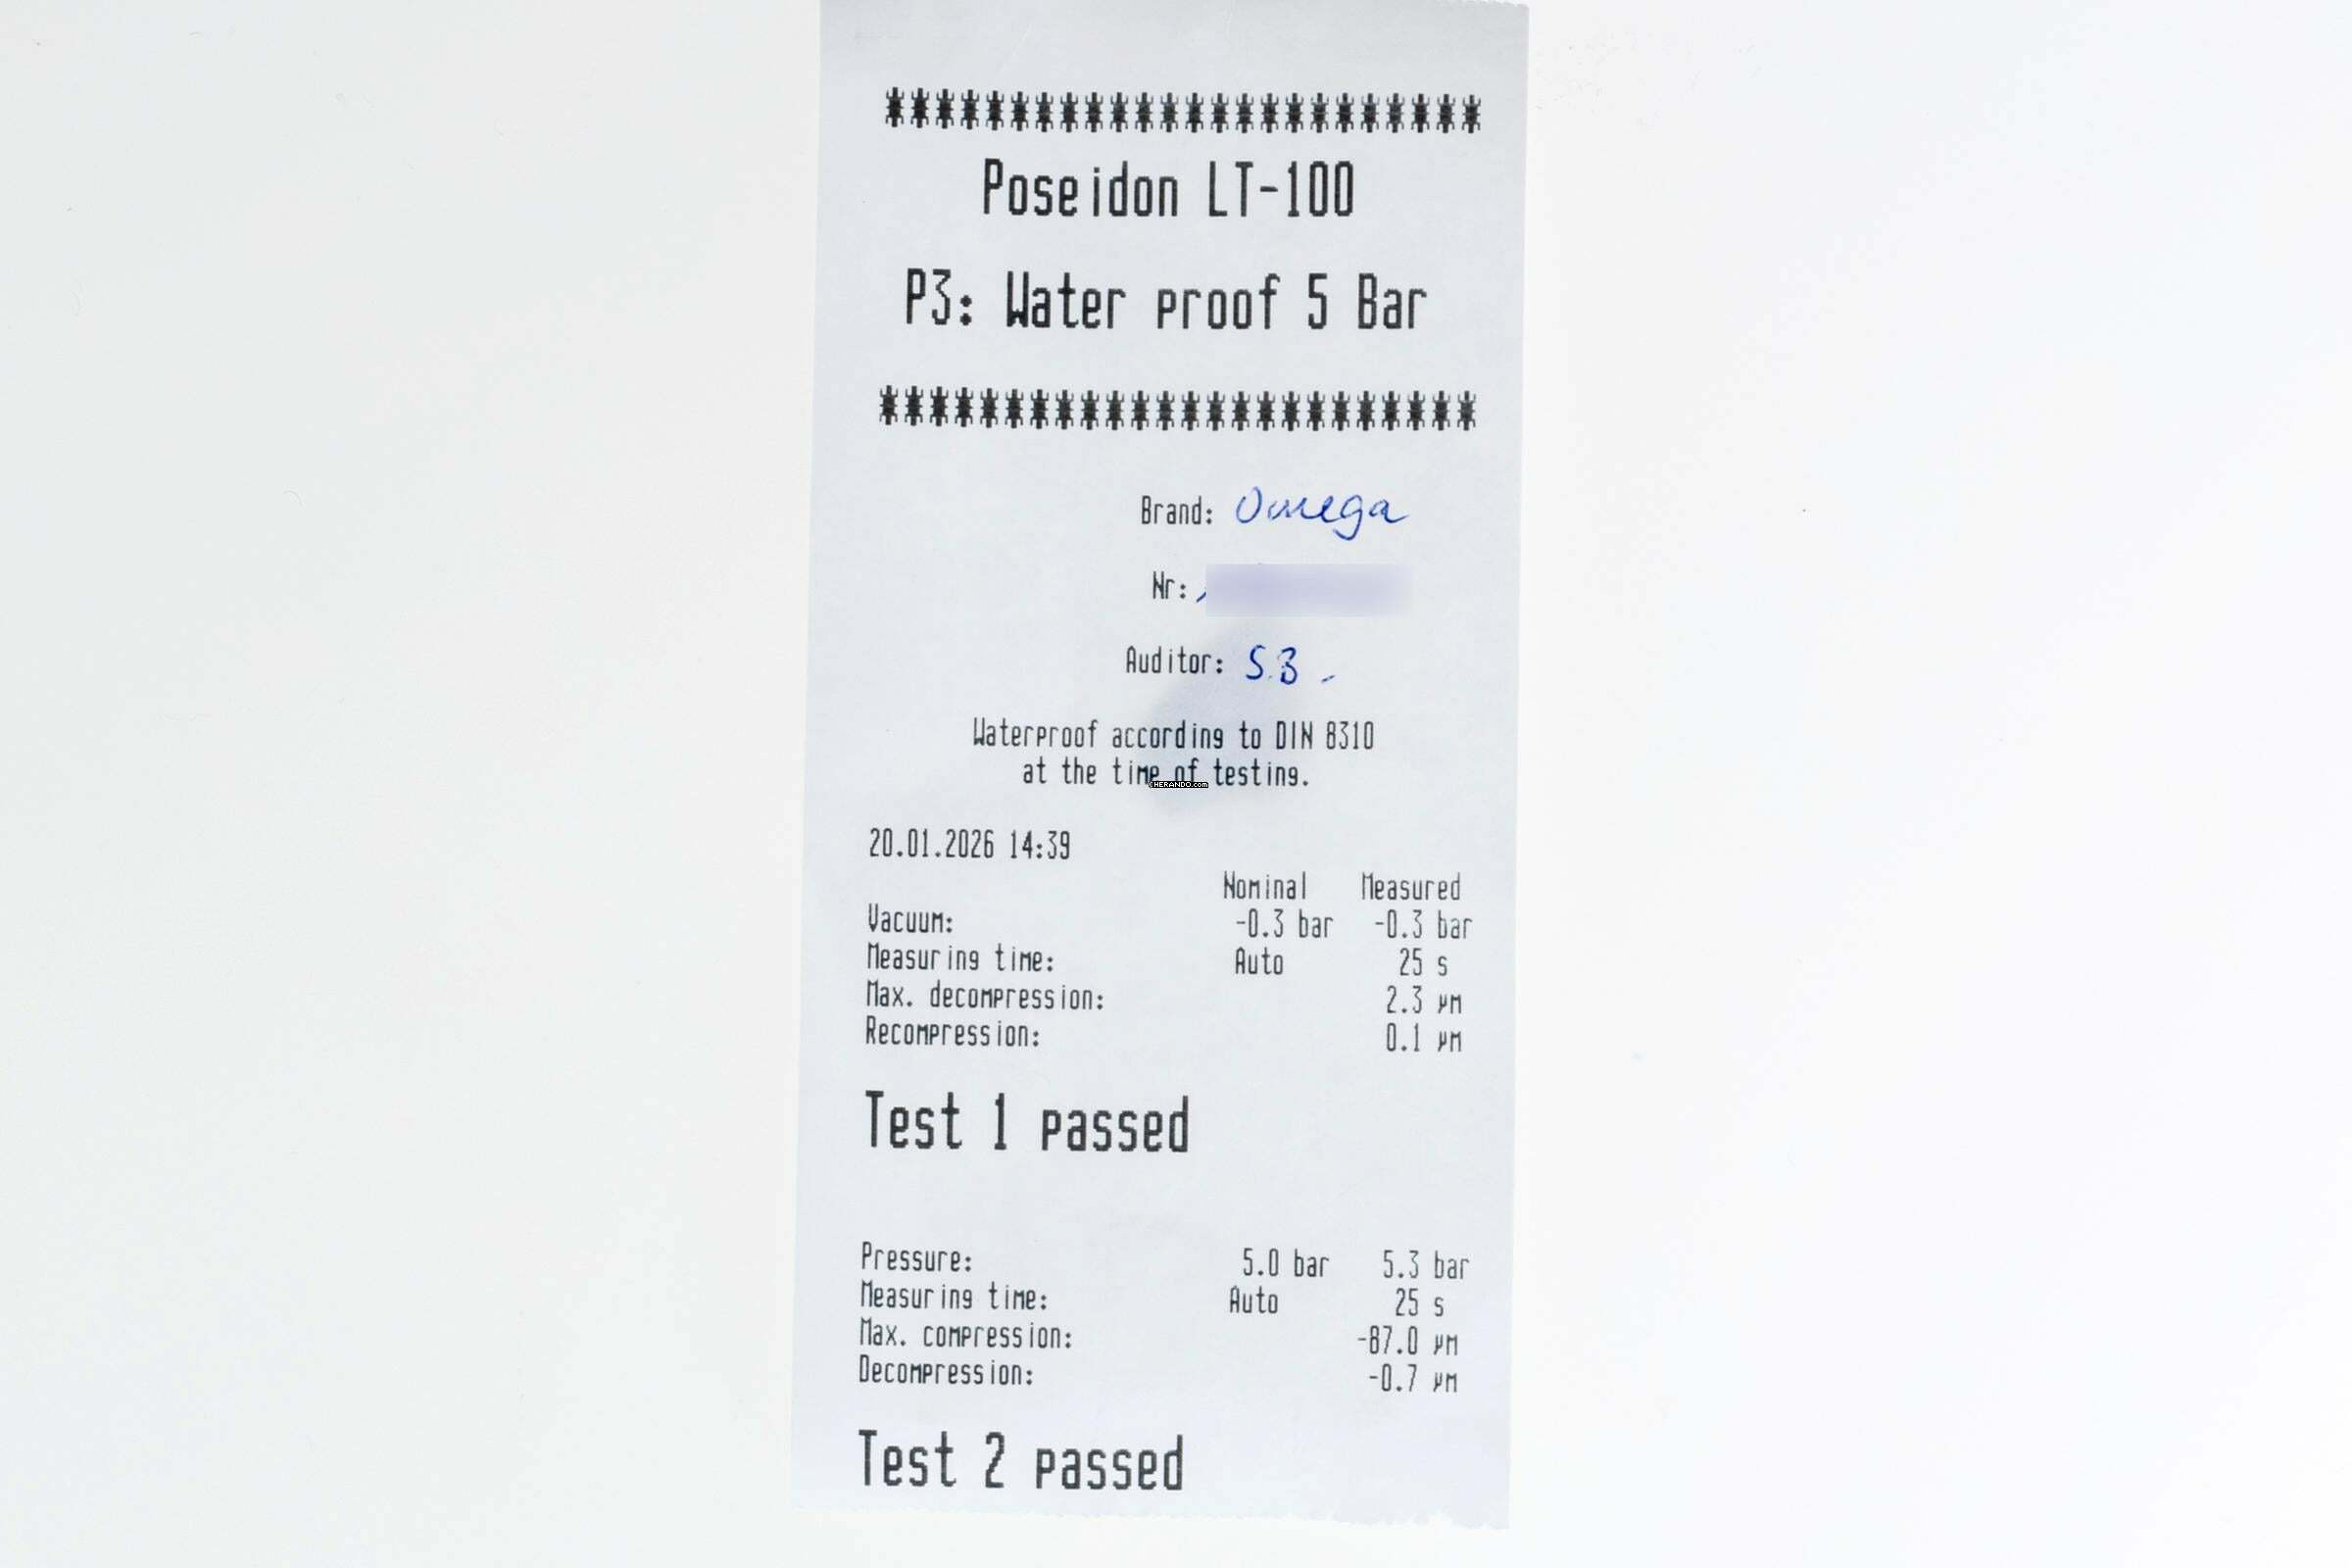 ************************
Poseidon LT-100
P3: Water proof 5 Bar
************************
Brand: Omega
Nr:
Auditor: S.B.
Waterproof according to DIN 8310
at the time of testing.
CHERANDO.com
20.01.2026 14:39
Nominal Measured
Vacuum: -0.3 bar -0.3 bar
Measuring time: Auto 25 s
Max. decompression: 2.3 µm
Recompression: 0.1 µm
Test 1 passed
Pressure: 5.0 bar 5.3 bar
Measuring time: Auto 25 s
Max. compression: -87.0 µm
Decompression: -0.7 µm
Test 2 passed